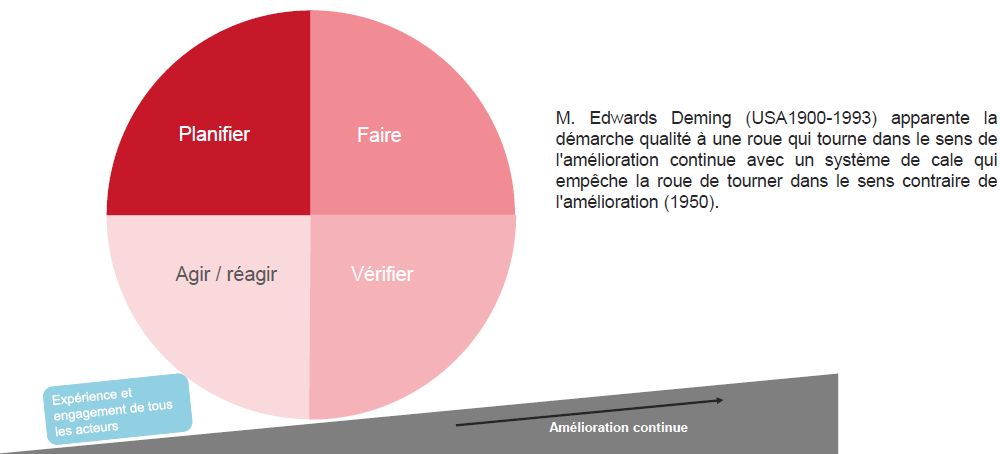 Planifier
Faire
Agir / réagir
Vérifier
M. Edwards Deming (USA1900-1993) apparente la
démarche qualité à une roue qui tourne dans le sens de
l'amélioration continue avec un système de cale qui
empêche la roue de tourner dans le sens contraire de
l'amélioration (1950).
Expérience et
engagement de tous
les acteurs
Amélioration continue